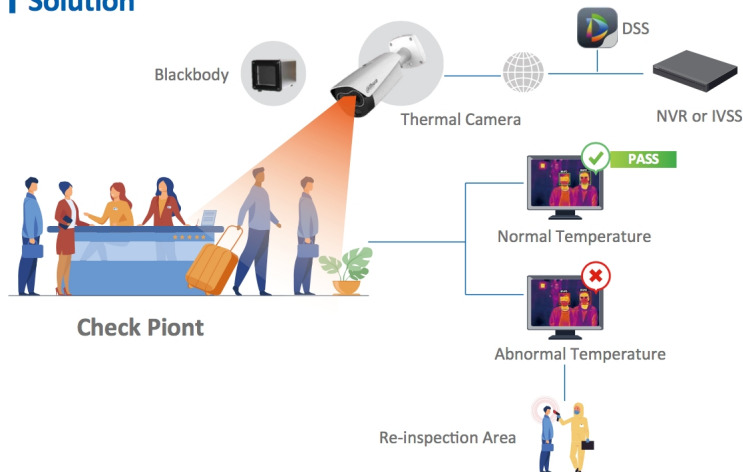 Solution
DSS
Blackbody
Thermal Camera
NVR or IVSS
PASS
Normal Temperature
Check Piont
Abnormal Temperature
Re-inspection Area